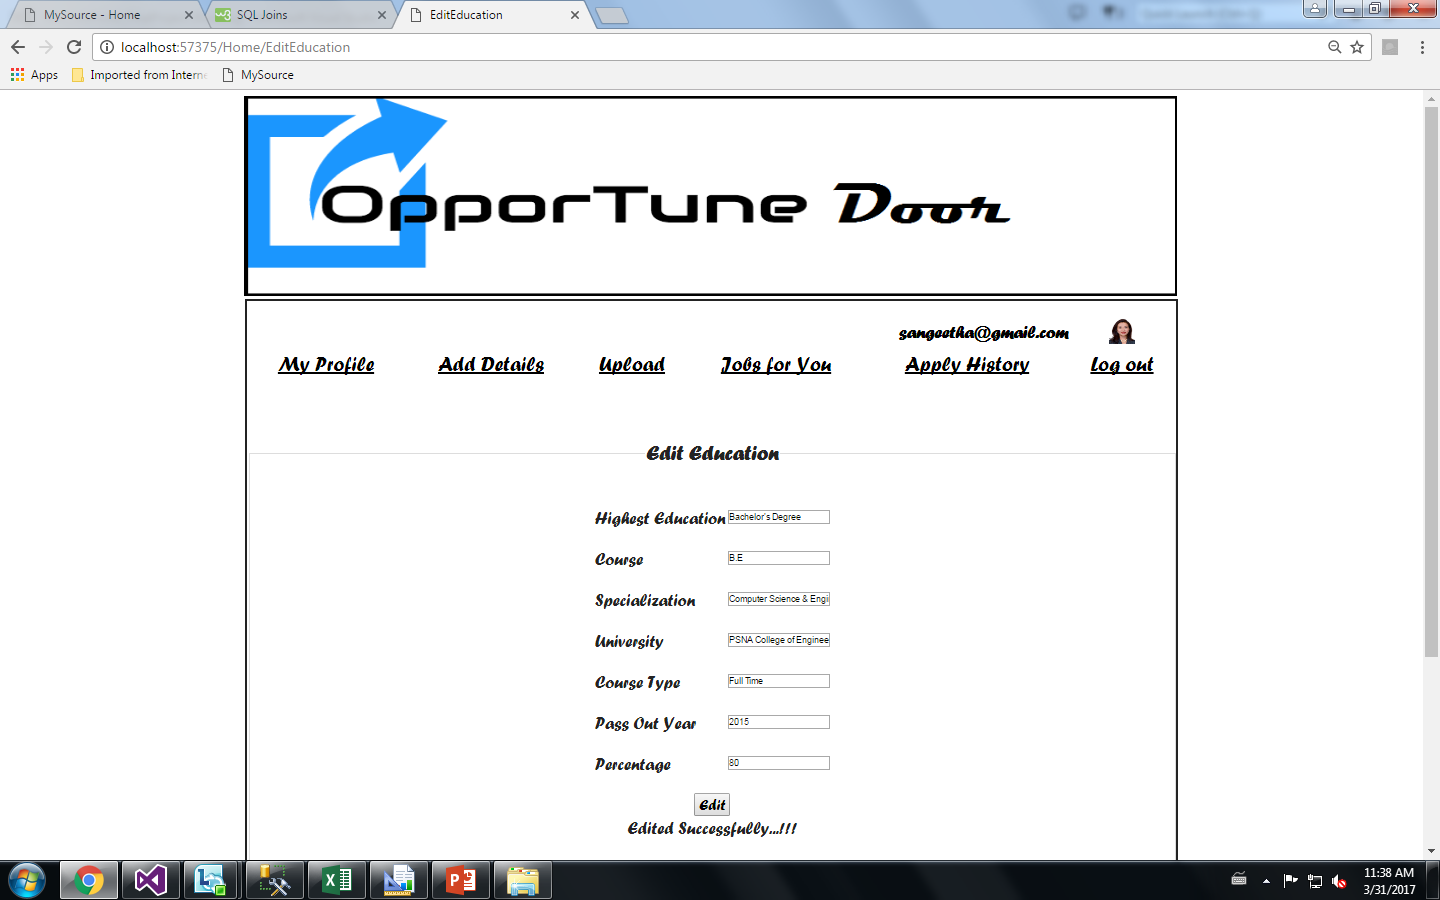 MySource - Home
SQL Joins
EditEducation
localhost:57375/Home/EditEducation
Apps
Imported from Intern
MySource
OpporTune Door
sangeetha@gmail.com
My Profile
Add Details
Upload
Jobs for You
Apply History
Log out
Edit Education
Highest Education Bachelor's Degree
Course B.E
Specialization Computer Science & Engi
University PSNA College of Enginee
Course Type Full Time
Pass Out Year 2015
Percentage 80
Edit
Edited Successfully...!!!
11:38 AM
3/31/2017